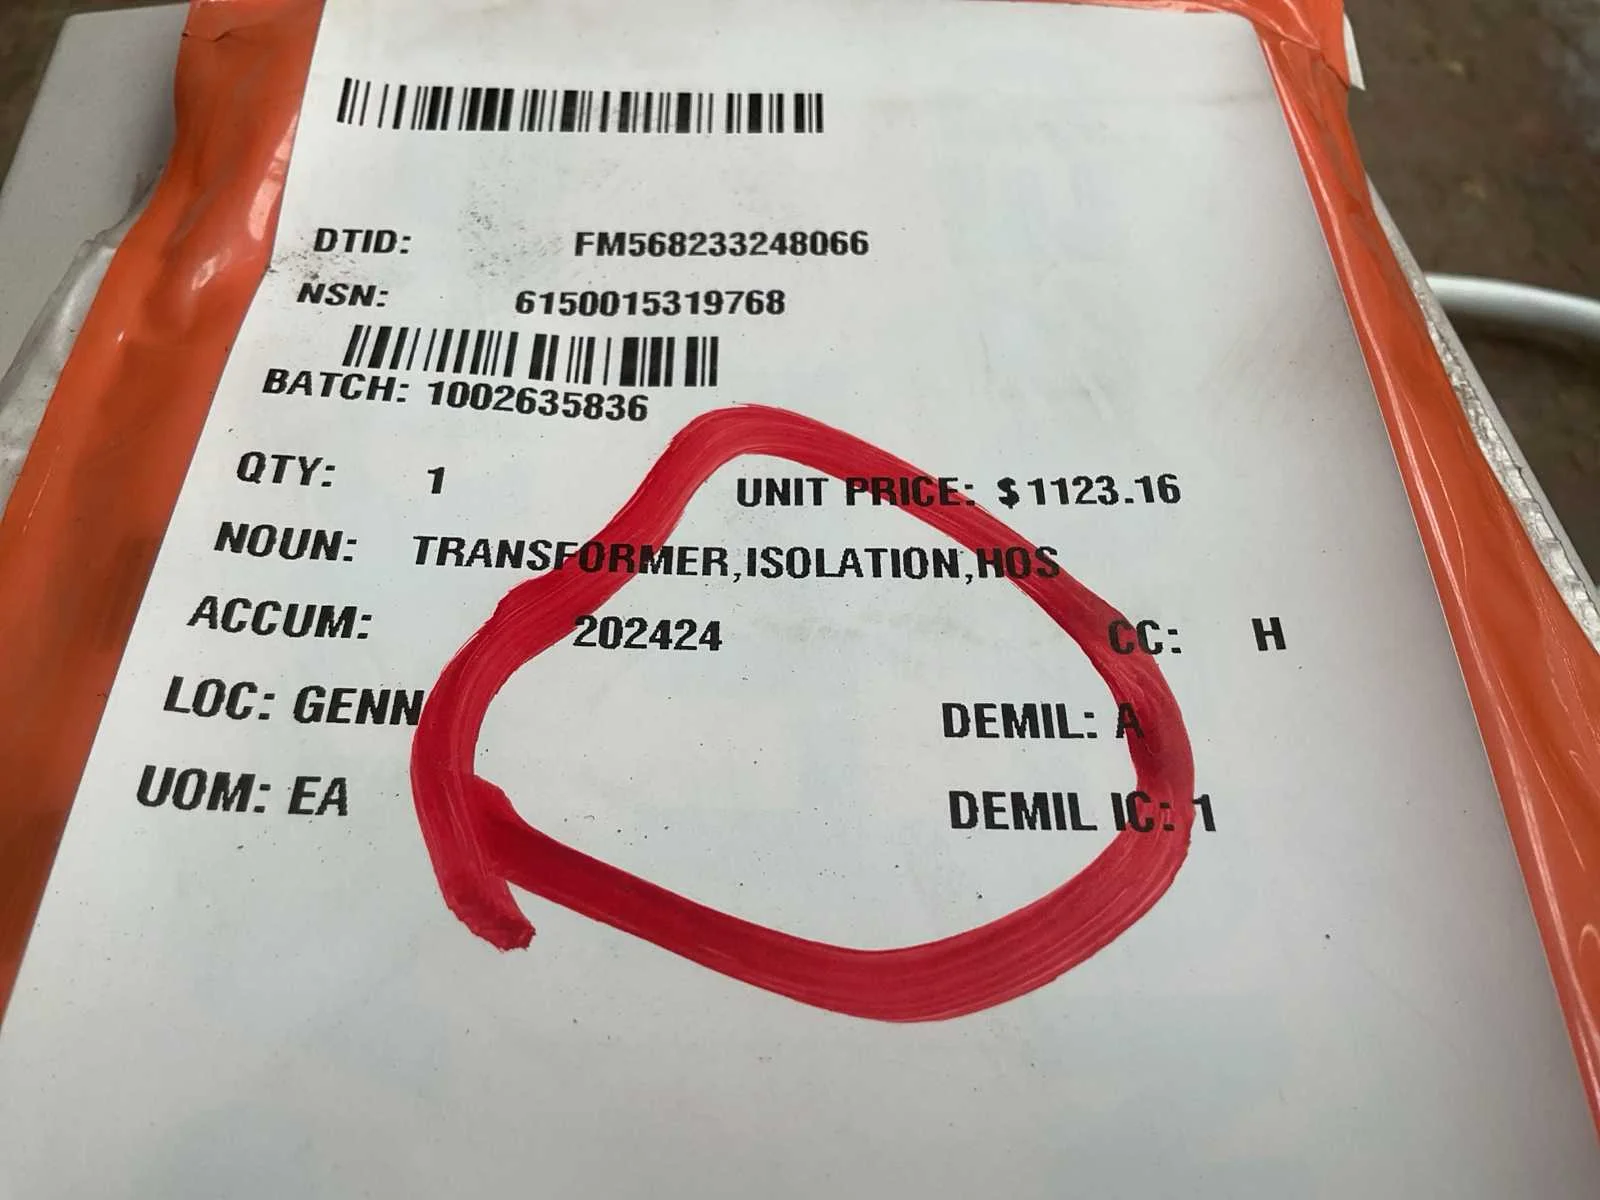 DTID: FM568233248066
NSN: 6150015319768
BATCH: 1002635836
QTY: 1 UNIT PRICE: $1123.16
NOUN: TRANSFORMER,ISOLATION,HOS
ACCUM: 202424 CC: H
LOC: GENN DEMIL: A
UOM: EA DEMIL IC: 1